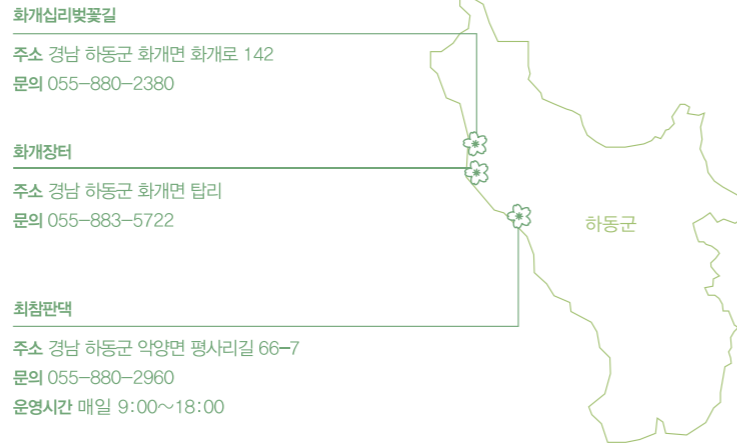 화개십리벚꽃길
주소 경남 하동군 화개면 화개로 142
문의 055-880-2380
화개장터
주소 경남 하동군 화개면 탑리
문의 055-883-5722
하동군
최참판댁
주소 경남 하동군 악양면 평사리길 66-7
문의 055-880-2960
운영시간 매일 9:00~18:00